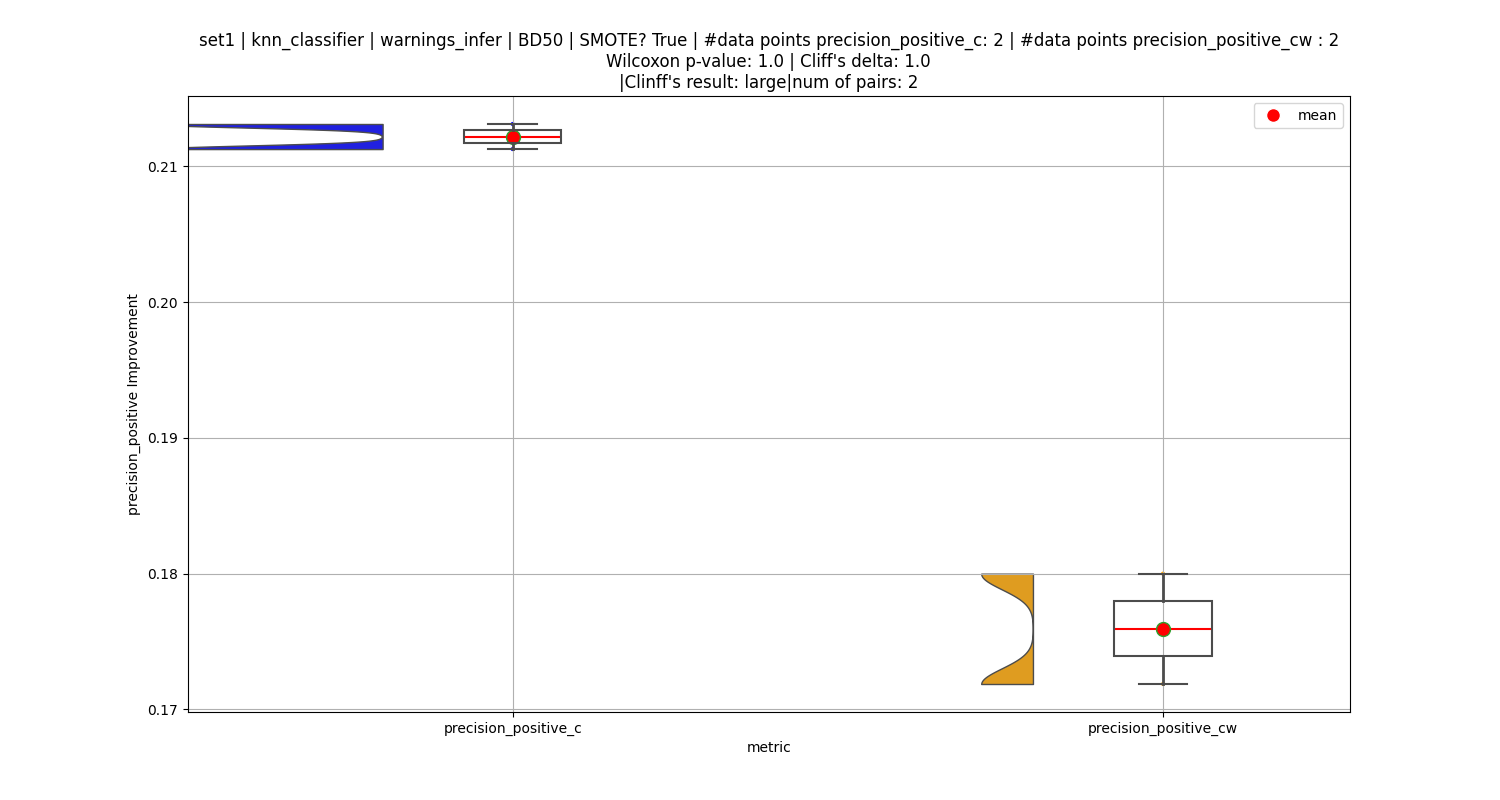 set1 | knn_classifier | warnings_infer | BD50 | SMOTE? True | #data points precision_positive_c: 2 | #data points precision_positive_cw : 2
Wilcoxon p-value: 1.0 | Cliff's delta: 1.0
|Clinff's result: large|num of pairs: 2
mean
0.21
0.20
0.19
0.18
0.17
precision_positive Improvement
precision_positive_c
precision_positive_cw
metric